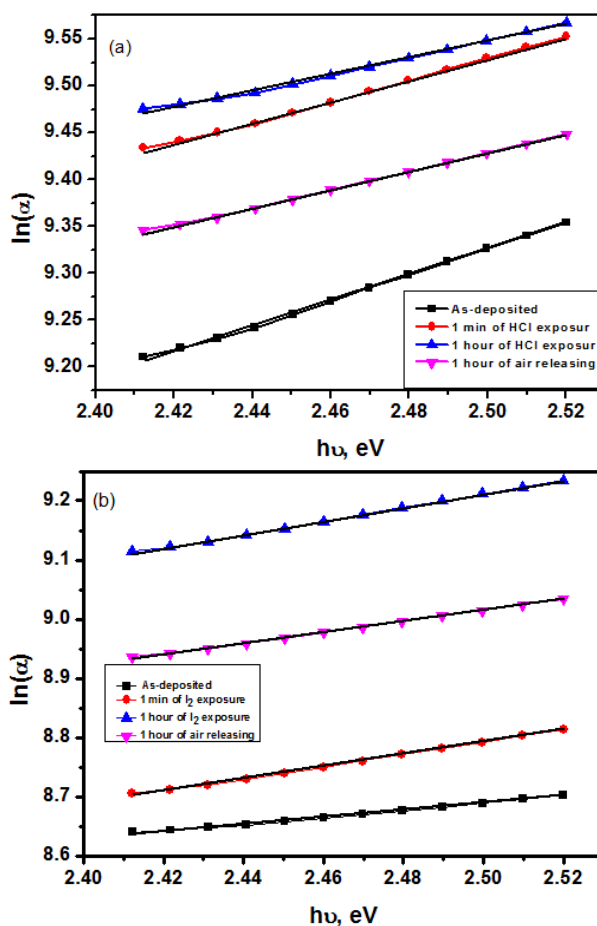 (a)
9.55
9.50
9.45
9.40
9.35
9.30
9.25
9.20
ln(α)
As-deposited
1 min of HCl exposur
1 hour of HCl exposur
1 hour of air releasing
2.40 2.42 2.44 2.46 2.48 2.50 2.52
hυ, eV
(b)
9.2
9.1
9.0
8.9
8.8
8.7
8.6
ln(α)
As-deposited
1 min of I₂ exposure
1 hour of I₂ exposure
1 hour of air releasing
2.40 2.42 2.44 2.46 2.48 2.50 2.52
hυ, eV